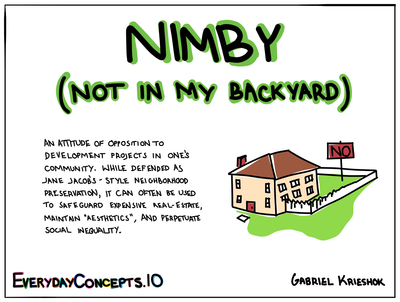 NIMBY
(NOT IN MY BACKYARD)
AN ATTITUDE OF OPPOSITION TO
DEVELOPMENT PROJECTS IN ONE'S
COMMUNITY. WHILE DEFENDED AS
JANE JACOB'S-STYLE NEIGHBORHOOD
PRESERVATION, IT CAN OFTEN BE USED
TO SAFEGUARD EXPENSIVE REAL-ESTATE,
MAINTAIN "AESTHETICS", AND PERPETUATE
SOCIAL INEQUALITY.
NO
EVERYDAYCONCEPTS.IO
GABRIEL KRIESHOK